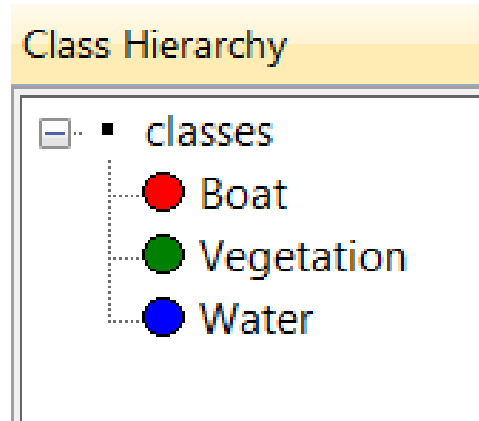 Class Hierarchy
classes
Boat
Vegetation
Water